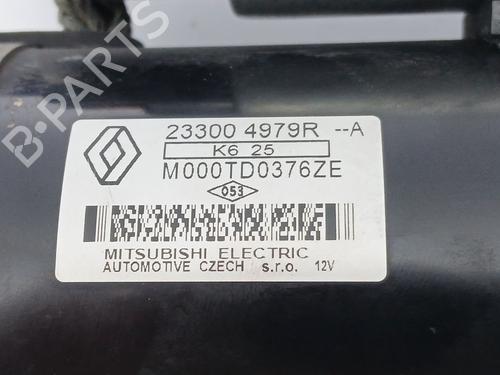 23300 4979R --A
K6 25
M000TD0376ZE
053
MITSUBISHI ELECTRIC
AUTOMOTIVE CZECH s.r.o. 12V
B-PARTS